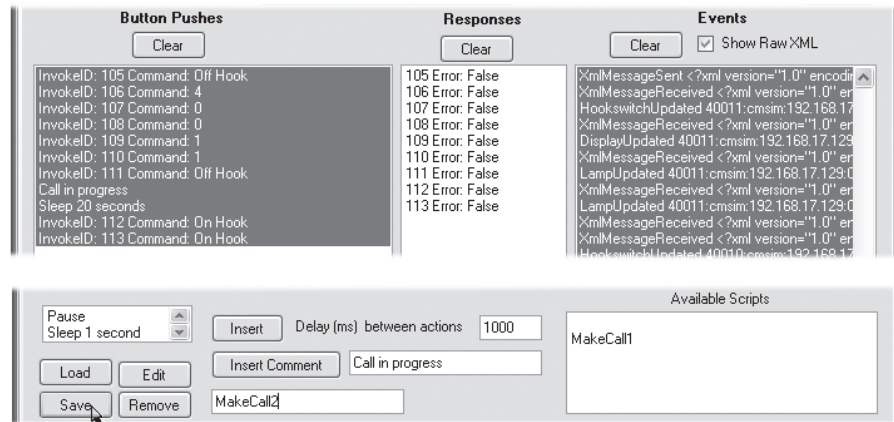 Button Pushes
Responses
Events
Clear
Clear
Clear
Show Raw XML
InvokeID: 105 Command: Off Hook
InvokeID: 106 Command: 4
InvokeID: 107 Command: 0
InvokeID: 108 Command: 0
InvokeID: 109 Command: 1
InvokeID: 110 Command: 1
InvokeID: 111 Command: Off Hook
Call in progress
Sleep 20 seconds
InvokeID: 112 Command: On Hook
InvokeID: 113 Command: On Hook
105 Error: False
106 Error: False
107 Error: False
108 Error: False
109 Error: False
110 Error: False
111 Error: False
112 Error: False
113 Error: False
XmlMessageSent <?xml version="1.0" encodin
XmlMessageReceived <?xml version="1.0" er
HookswitchUpdated 40011:cmsim:192.168.17
XmlMessageReceived <?xml version="1.0" er
DisplayUpdated 40011:cmsim:192.168.17.129
XmlMessageReceived <?xml version="1.0" er
LampUpdated 40011:cmsim:192.168.17.129:0
XmlMessageReceived <?xml version="1.0" er
LampUpdated 40011:cmsim:192.168.17.129:0
XmlMessageReceived <?xml version="1.0" er
XmlMessageReceived <?xml version="1.0" er
HookswitchUpdated 40010:cmsim:192.168.17
Pause
Sleep 1 second
Insert
Delay (ms) between actions
1000
Insert Comment
Call in progress
Load
Edit
Save
Remove
MakeCall2
Available Scripts
MakeCall1